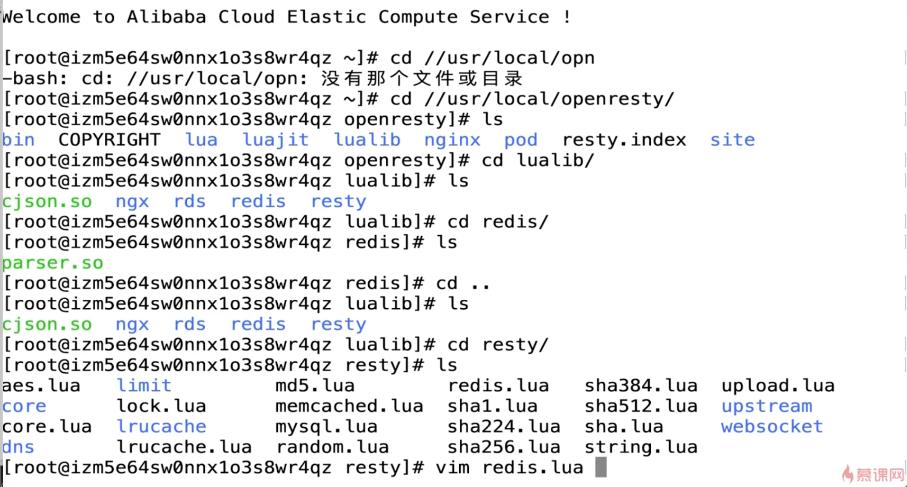 Welcome to Alibaba Cloud Elastic Compute Service !
[root@izm5e64sw0nnx1o3s8wr4qz ~]# cd //usr/local/opn
-bash: cd: //usr/local/opn: 没有那个文件或目录
[root@izm5e64sw0nnx1o3s8wr4qz ~]# cd //usr/local/openresty/
[root@izm5e64sw0nnx1o3s8wr4qz openresty]# ls
bin  COPYRIGHT  lua  luajit  lualib  nginx  pod  resty.index  site
[root@izm5e64sw0nnx1o3s8wr4qz openresty]# cd lualib/
[root@izm5e64sw0nnx1o3s8wr4qz lualib]# ls
cjson.so  ngx  rds  redis  resty
[root@izm5e64sw0nnx1o3s8wr4qz lualib]# cd redis/
[root@izm5e64sw0nnx1o3s8wr4qz redis]# ls
parser.so
[root@izm5e64sw0nnx1o3s8wr4qz redis]# cd ..
[root@izm5e64sw0nnx1o3s8wr4qz lualib]# ls
cjson.so  ngx  rds  redis  resty
[root@izm5e64sw0nnx1o3s8wr4qz lualib]# cd resty/
[root@izm5e64sw0nnx1o3s8wr4qz resty]# ls
aes.lua   limit         md5.lua        redis.lua   sha384.lua  upload.lua
core      lock.lua      memcached.lua  sha1.lua    sha512.lua  upstream
core.lua  lrucache      mysql.lua      sha224.lua  sha.lua     websocket
dns       lrucache.lua  random.lua     sha256.lua  string.lua
[root@izm5e64sw0nnx1o3s8wr4qz resty]# vim redis.lua
慕课网